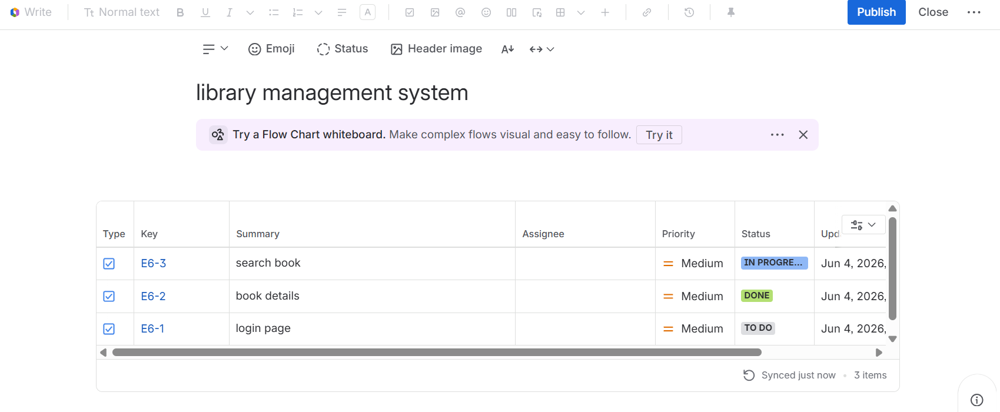 Write Tt Normal text B U I A Publish Close
Emoji Status Header image A
library management system
Try a Flow Chart whiteboard. Make complex flows visual and easy to follow. Try it
Type Key Summary Assignee Priority Status Upd
E6-3 search book Medium IN PROGRE... Jun 4, 2026,
E6-2 book details Medium DONE Jun 4, 2026,
E6-1 login page Medium TO DO Jun 4, 2026,
Synced just now • 3 items